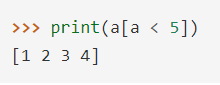 >>> print(a[a < 5])
[1 2 3 4]